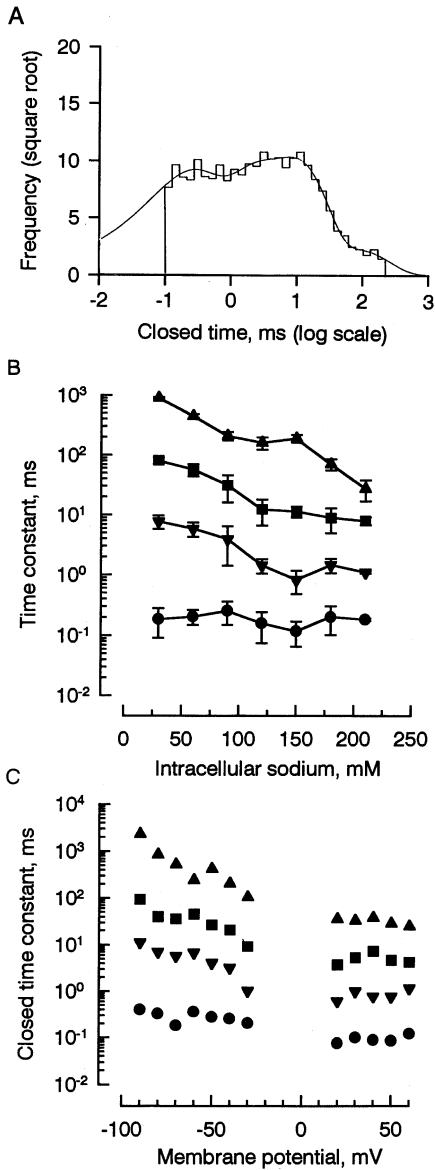 A
Frequency (square root)
20
15
10
5
0
-2 -1 0 1 2 3
Closed time, ms (log scale)
B
Time constant, ms
10³
10²
10¹
10⁰
10⁻¹
10⁻²
0 50 100 150 200 250
Intracellular sodium, mM
C
Closed time constant, ms
10⁴
10³
10²
10¹
10⁰
10⁻¹
10⁻²
-100 -50 0 50
Membrane potential, mV